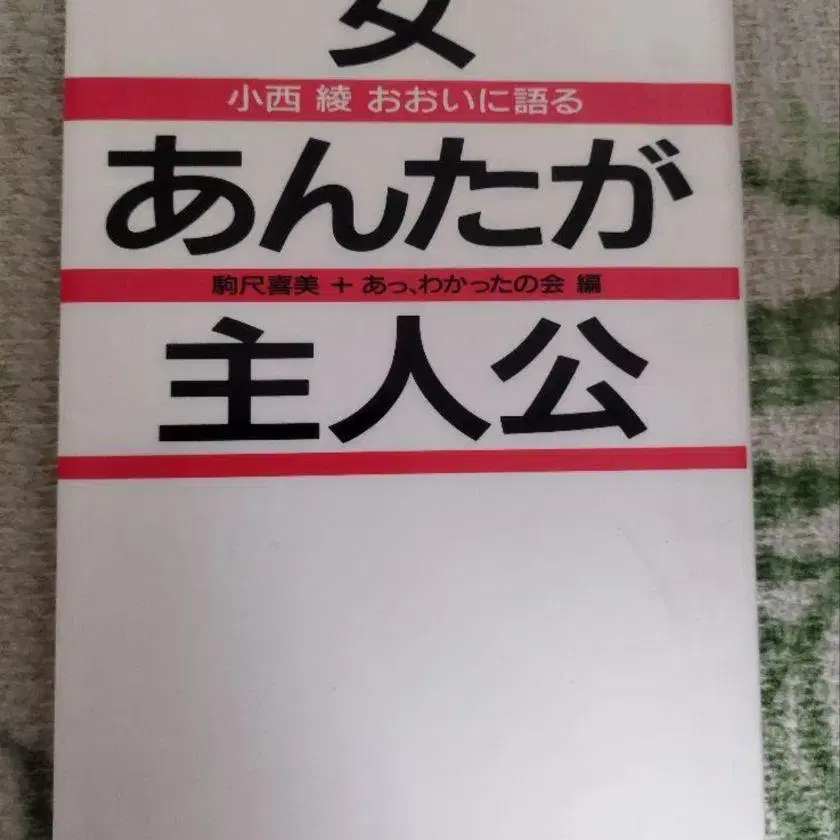 女
小西 綾 おおいに語る
あんたが
駒尺喜美 + あっ、わかったの会 編
主人公